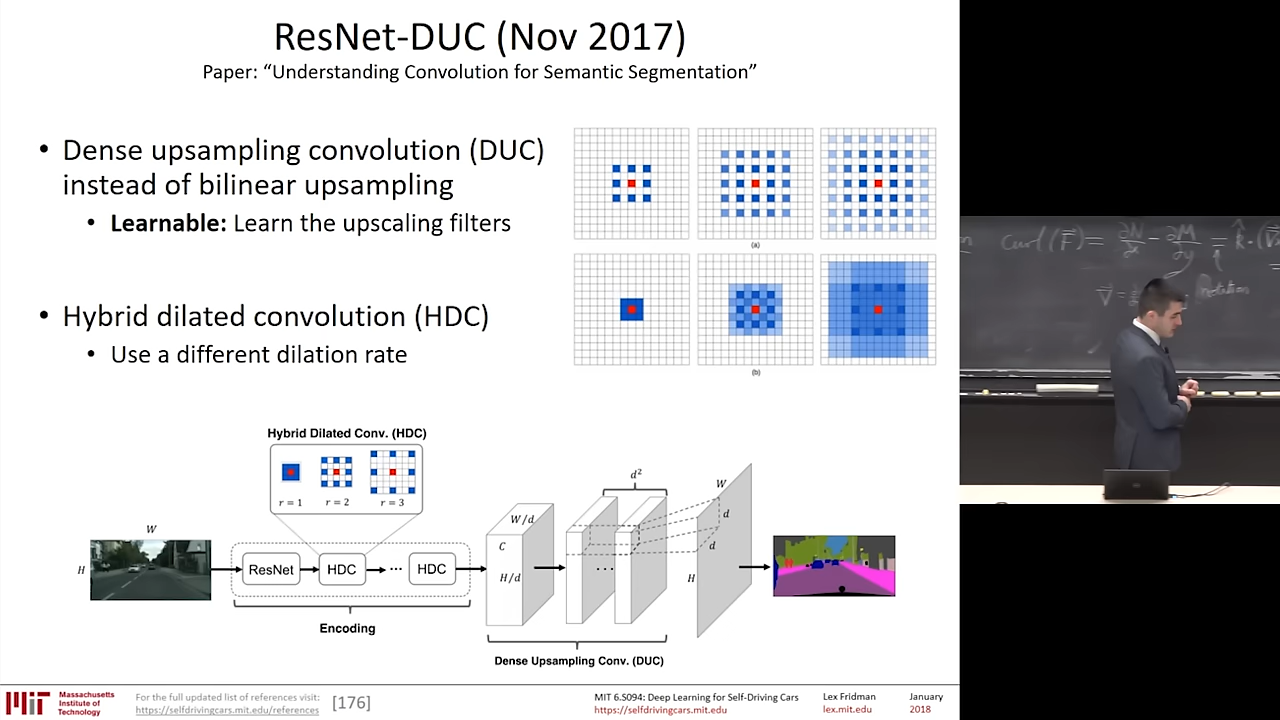 ResNet-DUC (Nov 2017)
Paper: “Understanding Convolution for Semantic Segmentation”
• Dense upsampling convolution (DUC)
instead of bilinear upsampling
• Learnable: Learn the upscaling filters
• Hybrid dilated convolution (HDC)
• Use a different dilation rate
(a)
(b)
Hybrid Dilated Conv. (HDC)
r = 1
r = 2
r = 3
W
H
ResNet
HDC
...
HDC
Encoding
W/d
C
H/d
...
d²
W
d
d
H
Dense Upsampling Conv. (DUC)
Massachusetts
Institute of
Technology
For the full updated list of references visit:
https://selfdrivingcars.mit.edu/references
[176]
MIT 6.S094: Deep Learning for Self-Driving Cars
https://selfdrivingcars.mit.edu
Lex Fridman
lex.mit.edu
January
2018
curl (F⃗) = ∂N/∂x − ∂M/∂y =